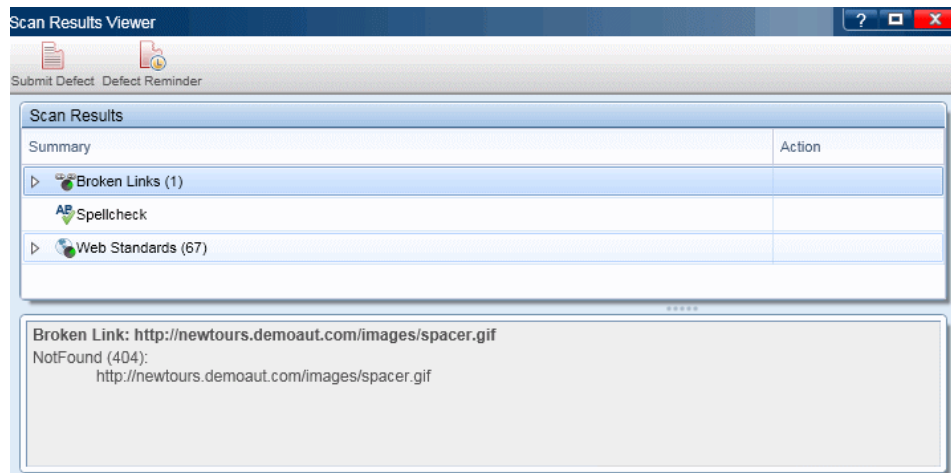 Scan Results Viewer
?
X
Submit Defect Defect Reminder
Scan Results
Summary Action
Broken Links (1)
ABC Spellcheck
Web Standards (67)
Broken Link: http://newtours.demoaut.com/images/spacer.gif
NotFound (404):
http://newtours.demoaut.com/images/spacer.gif